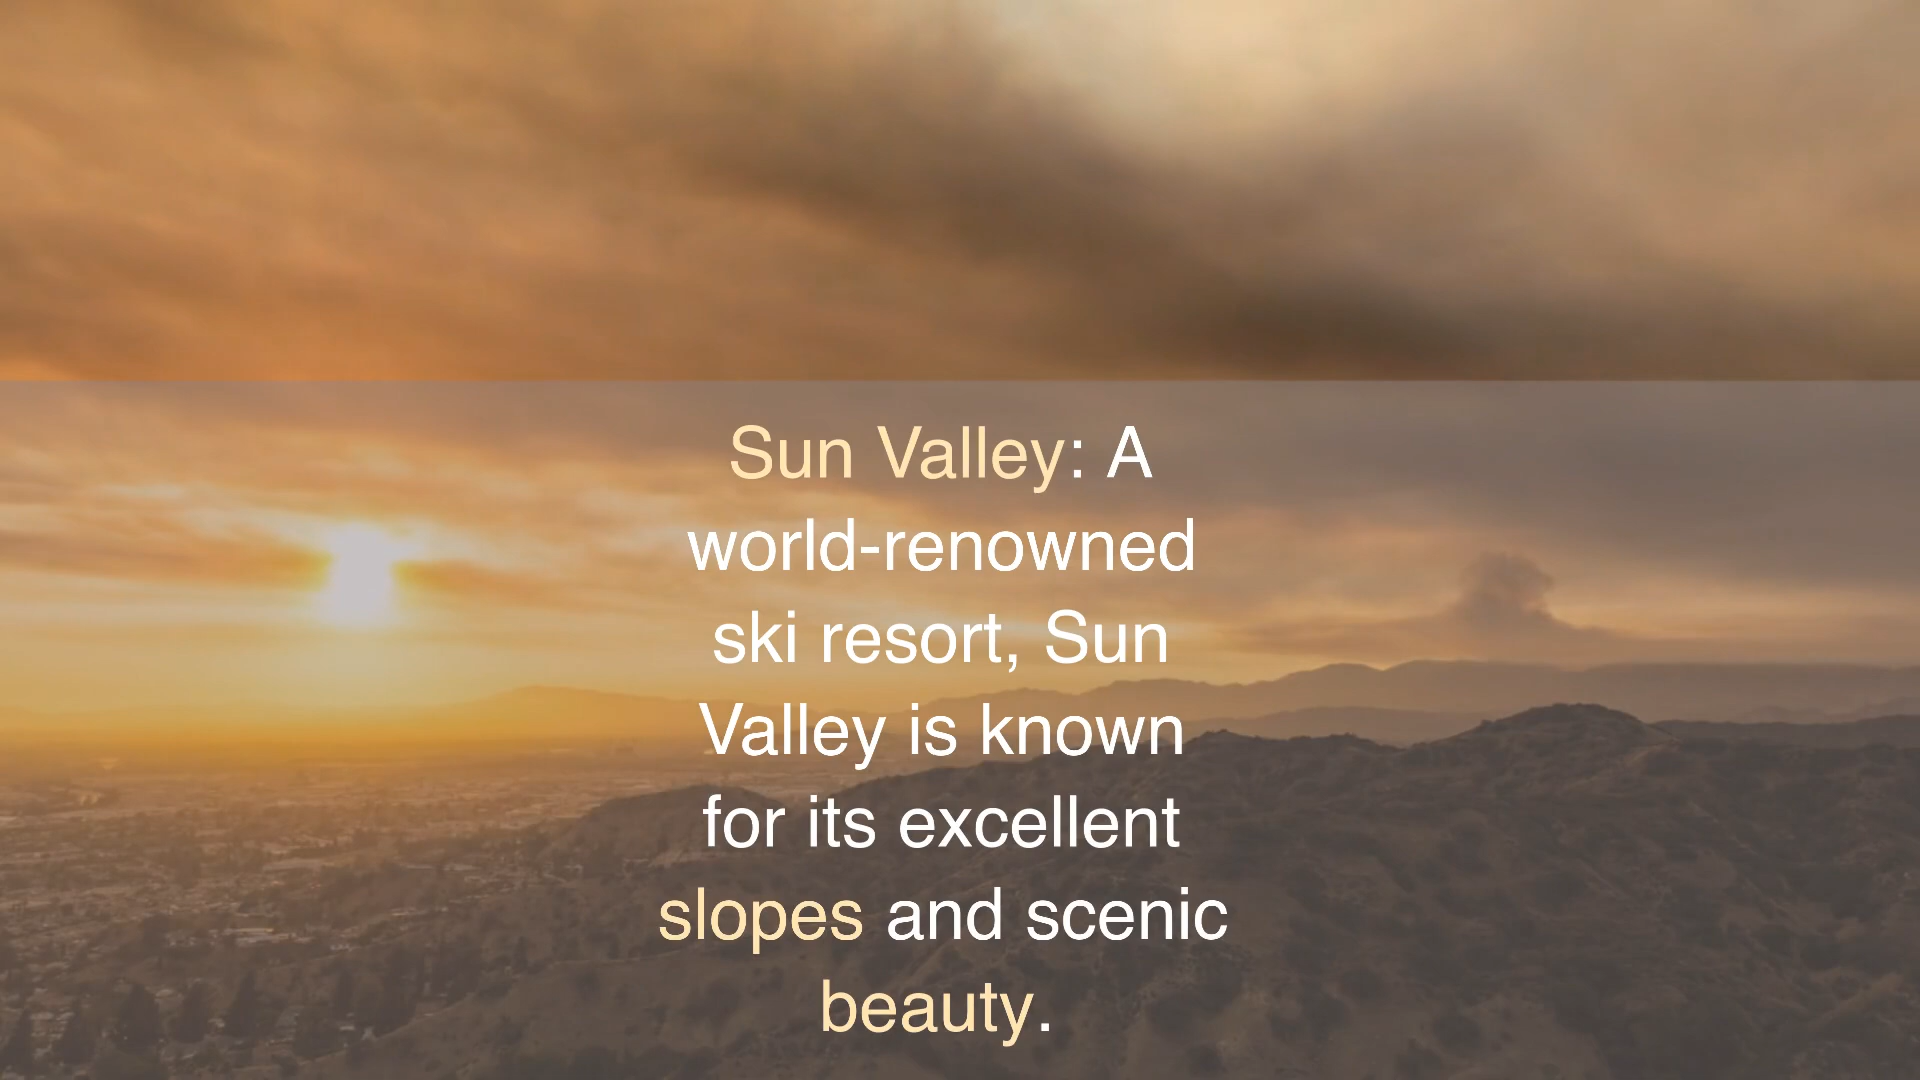 Sun Valley: A
world-renowned
ski resort, Sun
Valley is known
for its excellent
slopes and scenic
beauty.